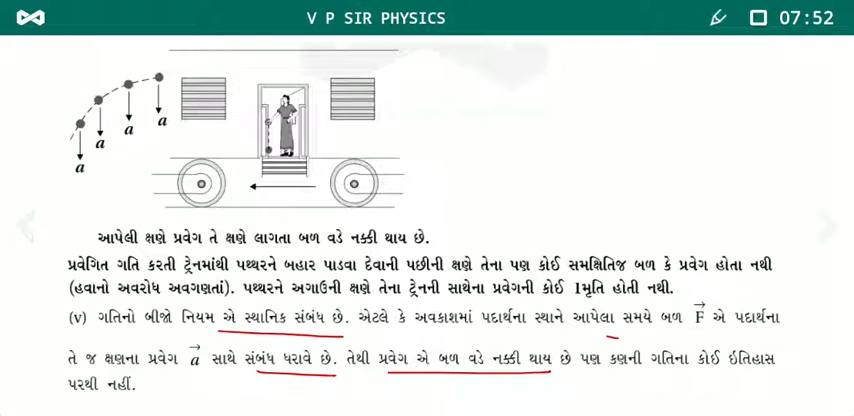 V P SIR PHYSICS
07:52
a
a
a
a
આપેલી ક્ષણે પ્રવેગ તે ક્ષણે લાગતા બળ વડે નક્કી થાય છે.
પ્રવેગિત ગતિ કરતી ટ્રેનમાંથી પથ્થરને બહાર પાડવા દેવાની પછીની ક્ષણે તેના પણ કોઈ સમક્ષિતિજ બળ કે પ્રવેગ હોતા નથી
(હવાનો અવરોધ અવગણતાં). પથ્થરને અગાઉની ક્ષણે તેના ટ્રેનની સાથેના પ્રવેગની કોઈ Iમૃતિ હોતી નથી.
(v) ગતિનો બીજો નિયમ એ સ્થાનિક સંબંધ છે. એટલે કે અવકાશમાં પદાર્થના સ્થાને આપેલા સમયે બળ F⃗ એ પદાર્થના
તે જ ક્ષણના પ્રવેગ a⃗ સાથે સંબંધ ધરાવે છે. તેથી પ્રવેગ એ બળ વડે નક્કી થાય છે પણ કણની ગતિના કોઈ ઇતિહાસ
પરથી નહીં.